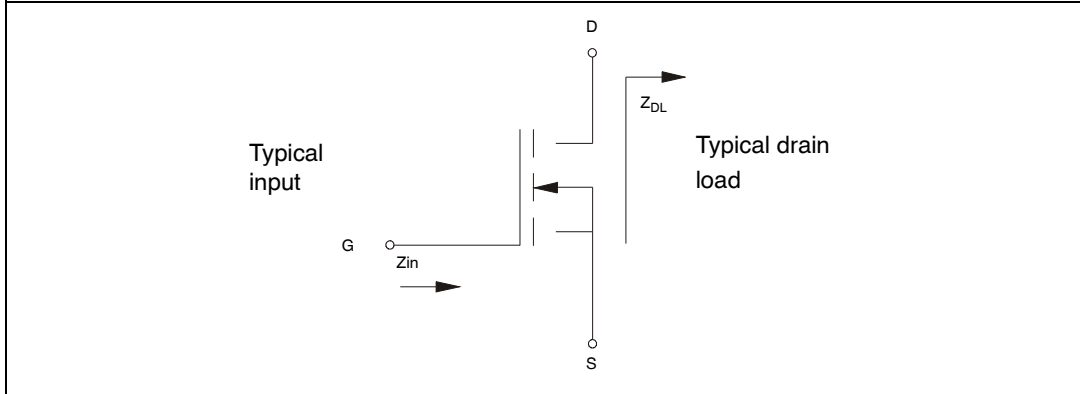 D
Z_DL
Typical drain
load
Typical
input
G
Zin
S